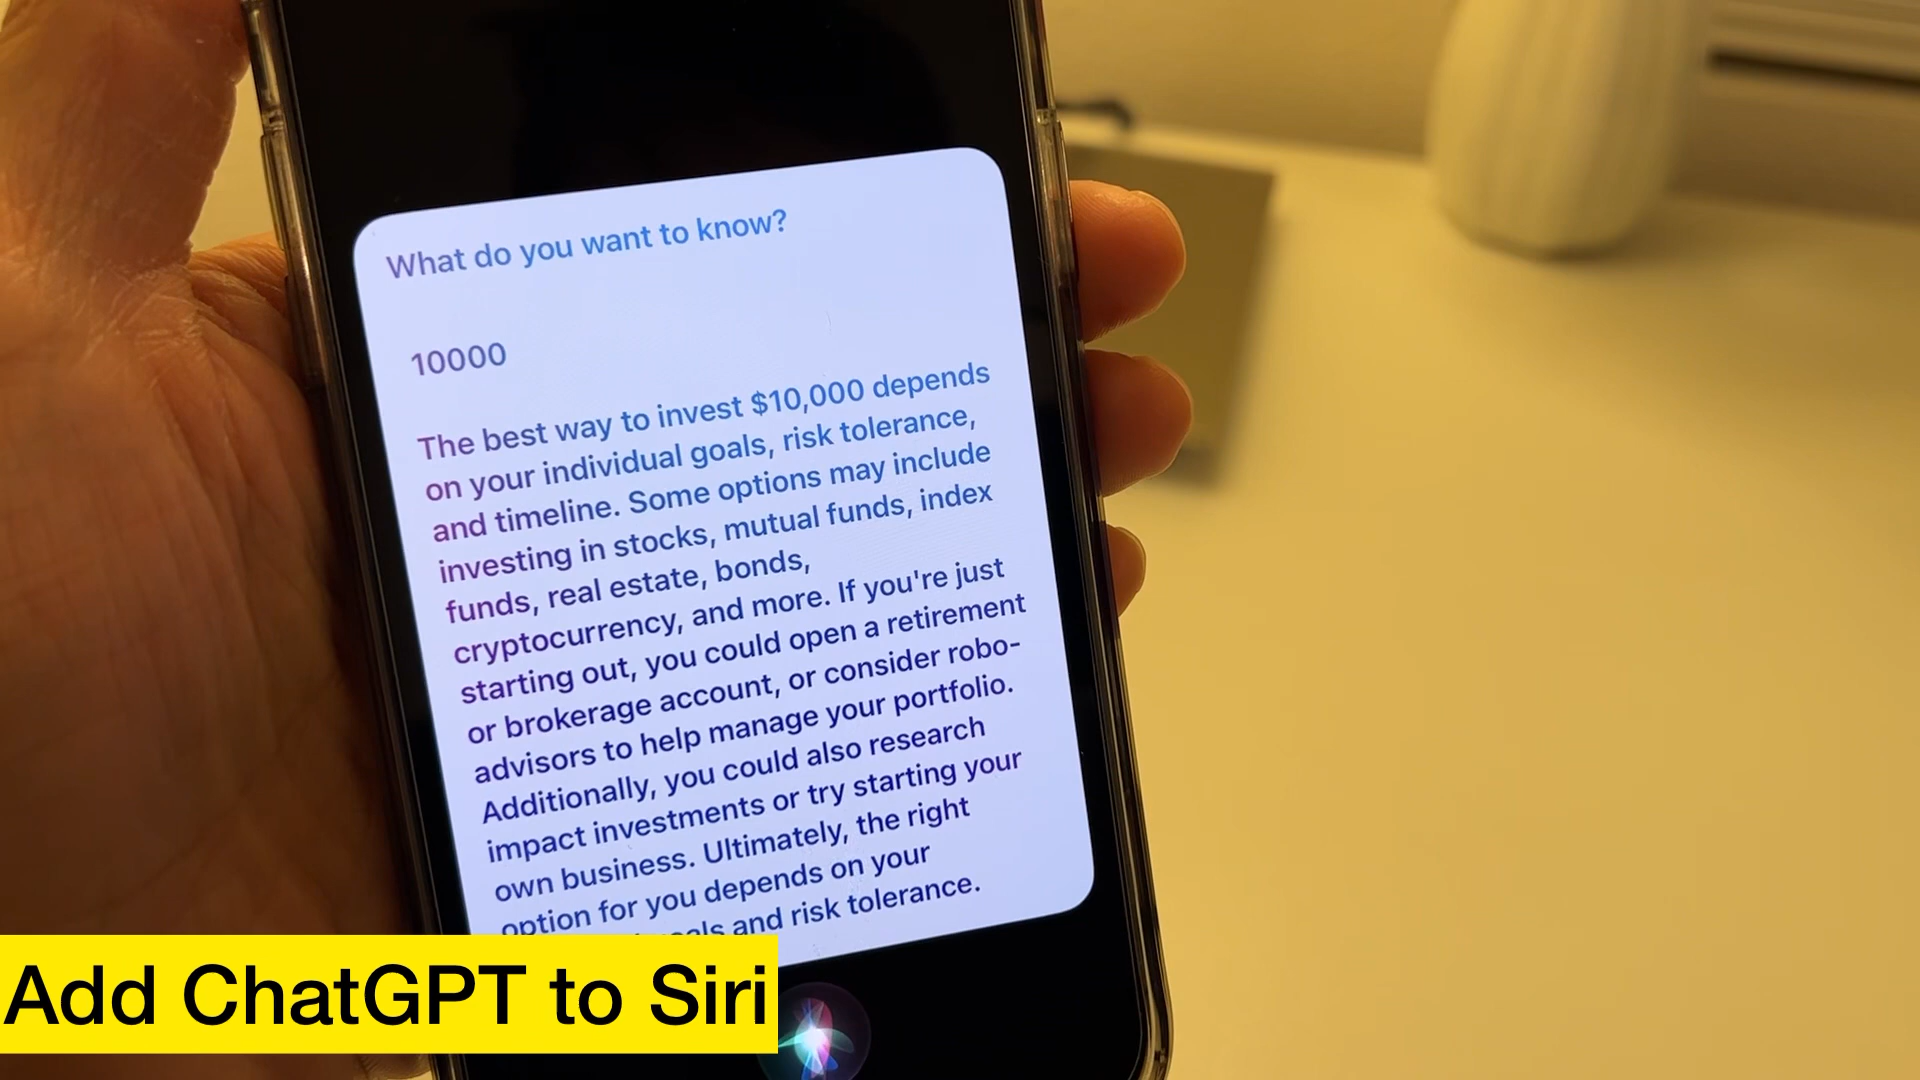 What do you want to know?
10000
The best way to invest $10,000 depends
on your individual goals, risk tolerance,
and timeline. Some options may include
investing in stocks, mutual funds, index
funds, real estate, bonds,
cryptocurrency, and more. If you're just
starting out, you could open a retirement
or brokerage account, or consider robo-
advisors to help manage your portfolio.
Additionally, you could also research
impact investments or try starting your
own business. Ultimately, the right
option for you depends on your
and risk tolerance.
Add ChatGPT to Siri